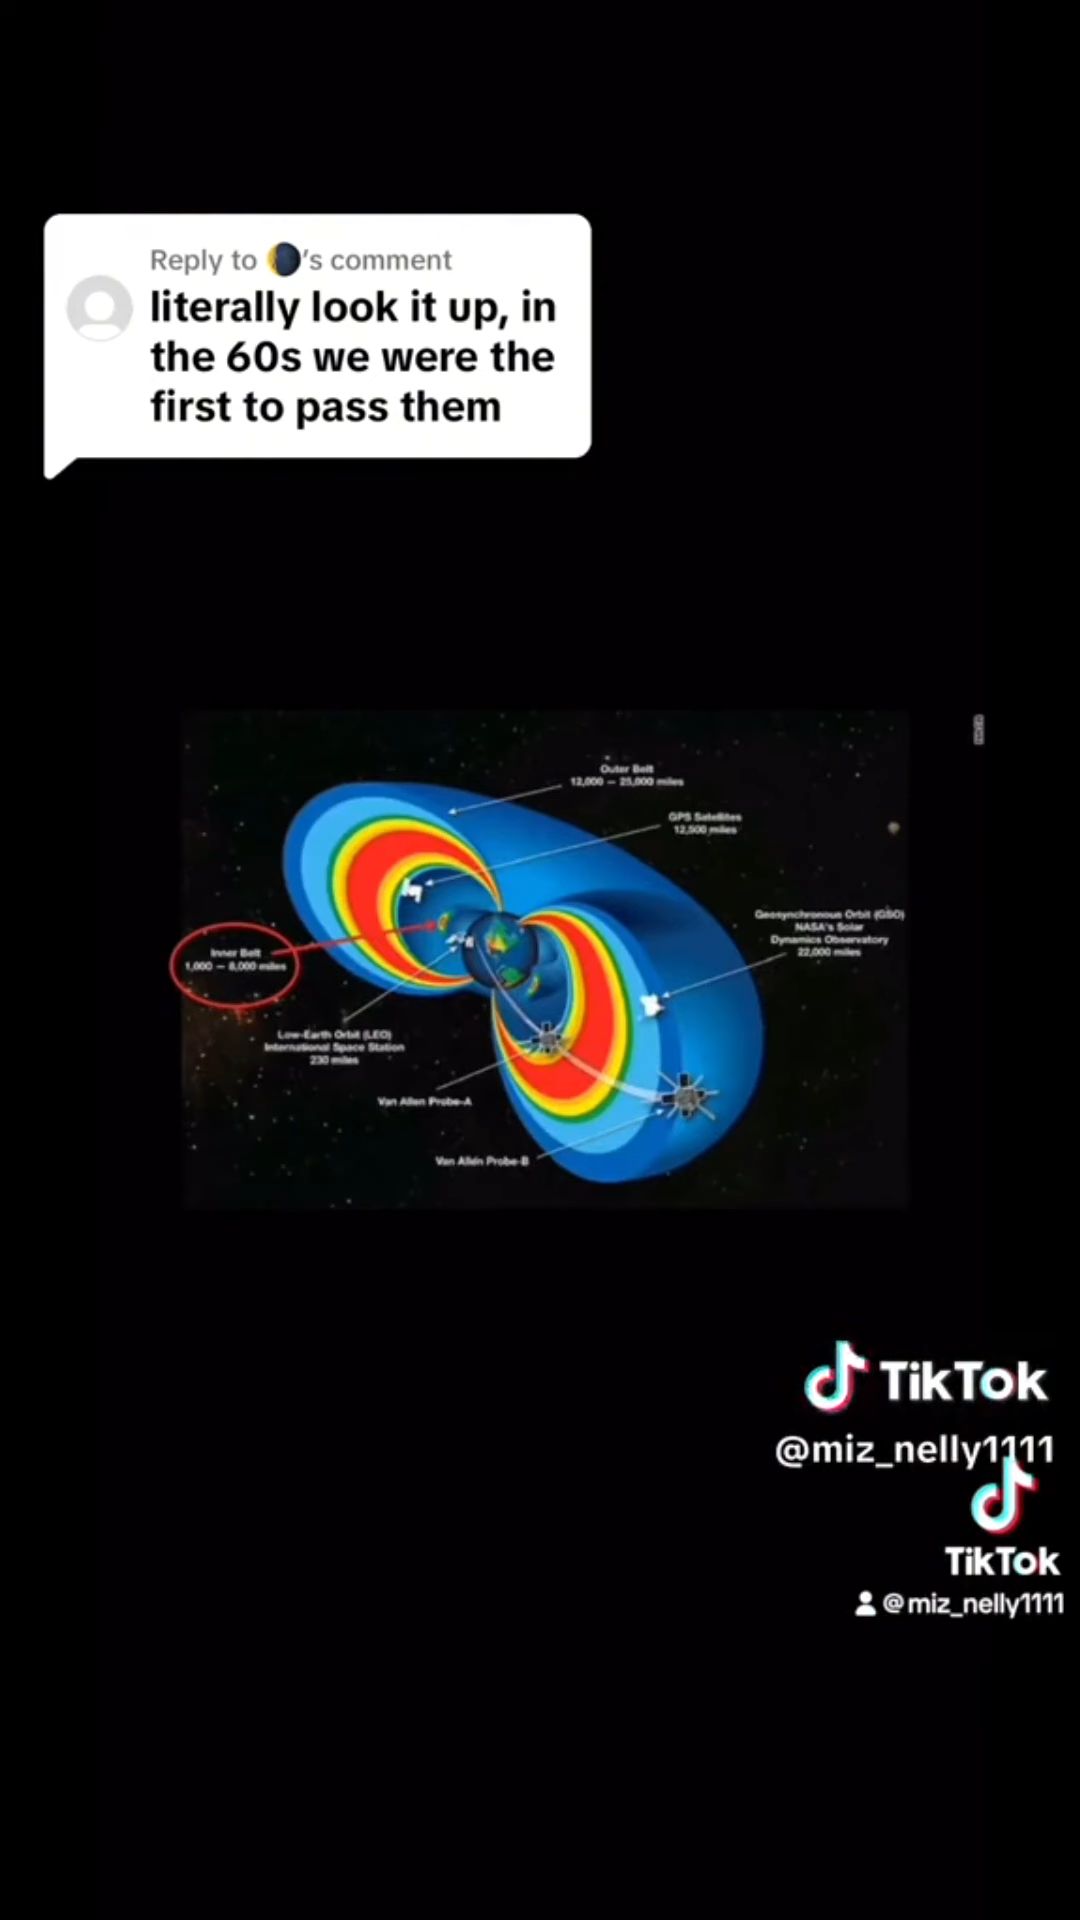 Reply to 🌒's comment
literally look it up, in
the 60s we were the
first to pass them
Outer Belt
12,000 – 25,000 miles
GPS Satellites
12,500 miles
Geosynchronous Orbit (GSO)
NASA's Solar
Dynamics Observatory
22,000 miles
Inner Belt
1,000 – 8,000 miles
Low-Earth Orbit (LEO)
International Space Station
230 miles
Van Allen Probe-A
Van Allen Probe-B
TikTok
@miz_nelly1111
TikTok
@miz_nelly1111